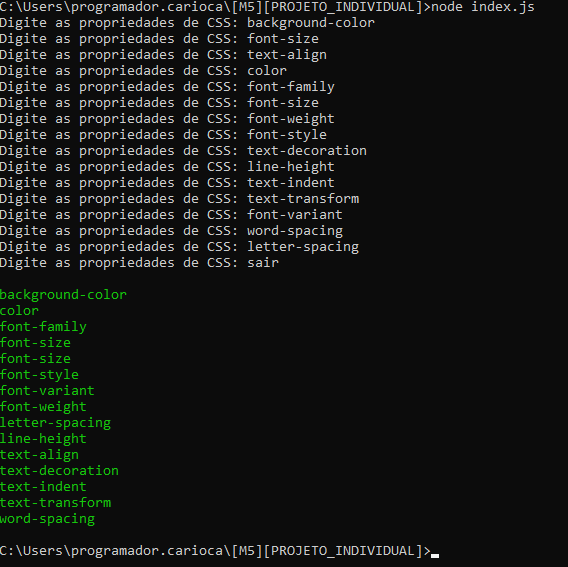 C:\Users\programador.carioca\[M5][PROJETO_INDIVIDUAL]>node index.js
Digite as propriedades de CSS: background-color
Digite as propriedades de CSS: font-size
Digite as propriedades de CSS: text-align
Digite as propriedades de CSS: color
Digite as propriedades de CSS: font-family
Digite as propriedades de CSS: font-size
Digite as propriedades de CSS: font-weight
Digite as propriedades de CSS: font-style
Digite as propriedades de CSS: text-decoration
Digite as propriedades de CSS: line-height
Digite as propriedades de CSS: text-indent
Digite as propriedades de CSS: text-transform
Digite as propriedades de CSS: font-variant
Digite as propriedades de CSS: word-spacing
Digite as propriedades de CSS: letter-spacing
Digite as propriedades de CSS: sair
background-color
color
font-family
font-size
font-size
font-style
font-variant
font-weight
letter-spacing
line-height
text-align
text-decoration
text-indent
text-transform
word-spacing
C:\Users\programador.carioca\[M5][PROJETO_INDIVIDUAL]>